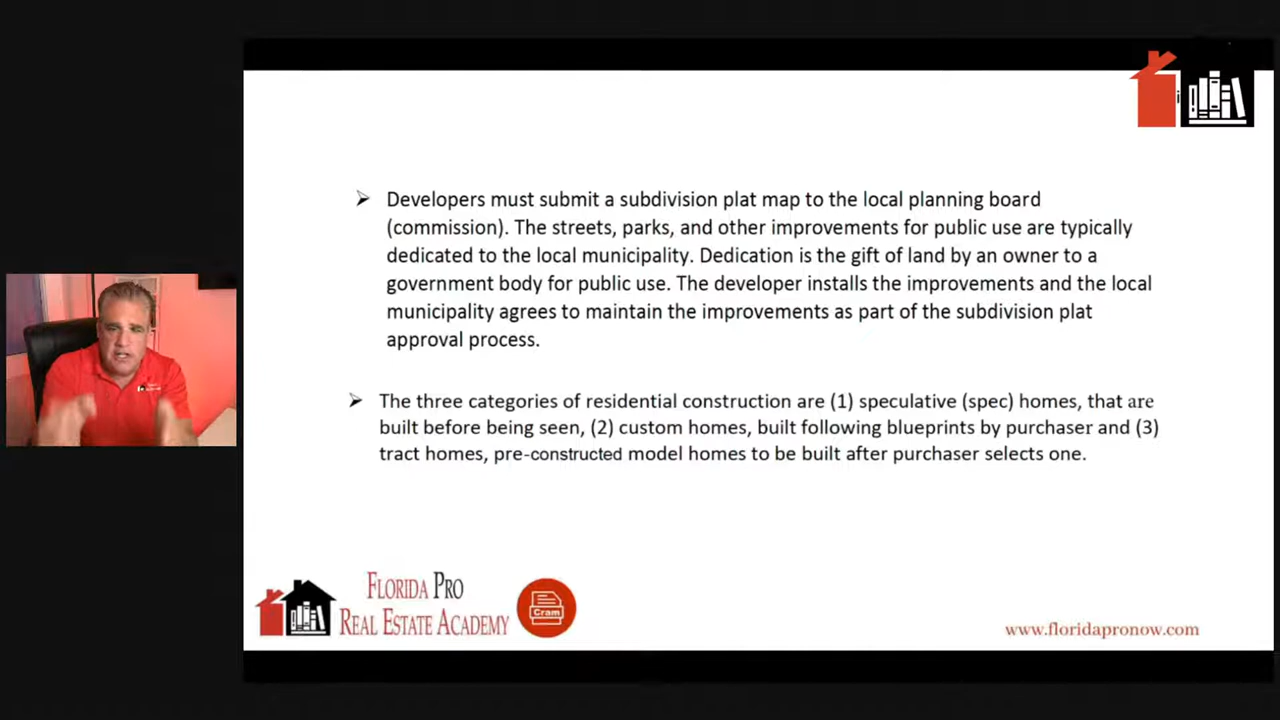 Developers must submit a subdivision plat map to the local planning board
(commission). The streets, parks, and other improvements for public use are typically
dedicated to the local municipality. Dedication is the gift of land by an owner to a
government body for public use. The developer installs the improvements and the local
municipality agrees to maintain the improvements as part of the subdivision plat
approval process.
The three categories of residential construction are (1) speculative (spec) homes, that are
built before being seen, (2) custom homes, built following blueprints by purchaser and (3)
tract homes, pre-constructed model homes to be built after purchaser selects one.
FLORIDA PRO
REAL ESTATE ACADEMY
Cram
www.floridapronow.com